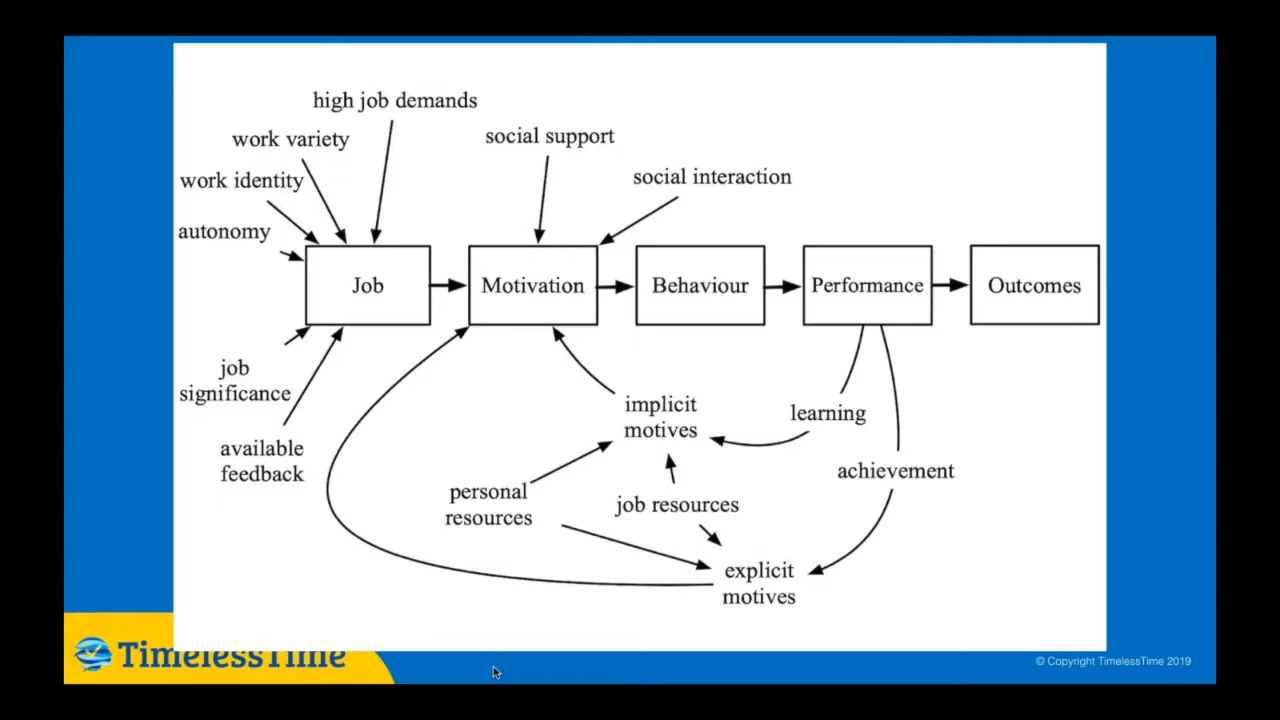 high job demands
work variety
social support
work identity
social interaction
autonomy
Job
Motivation
Behaviour
Performance
Outcomes
job
significance
implicit
motives
learning
available
feedback
achievement
personal
resources
job resources
explicit
motives
TimelessTime
© Copyright TimelessTime 2019